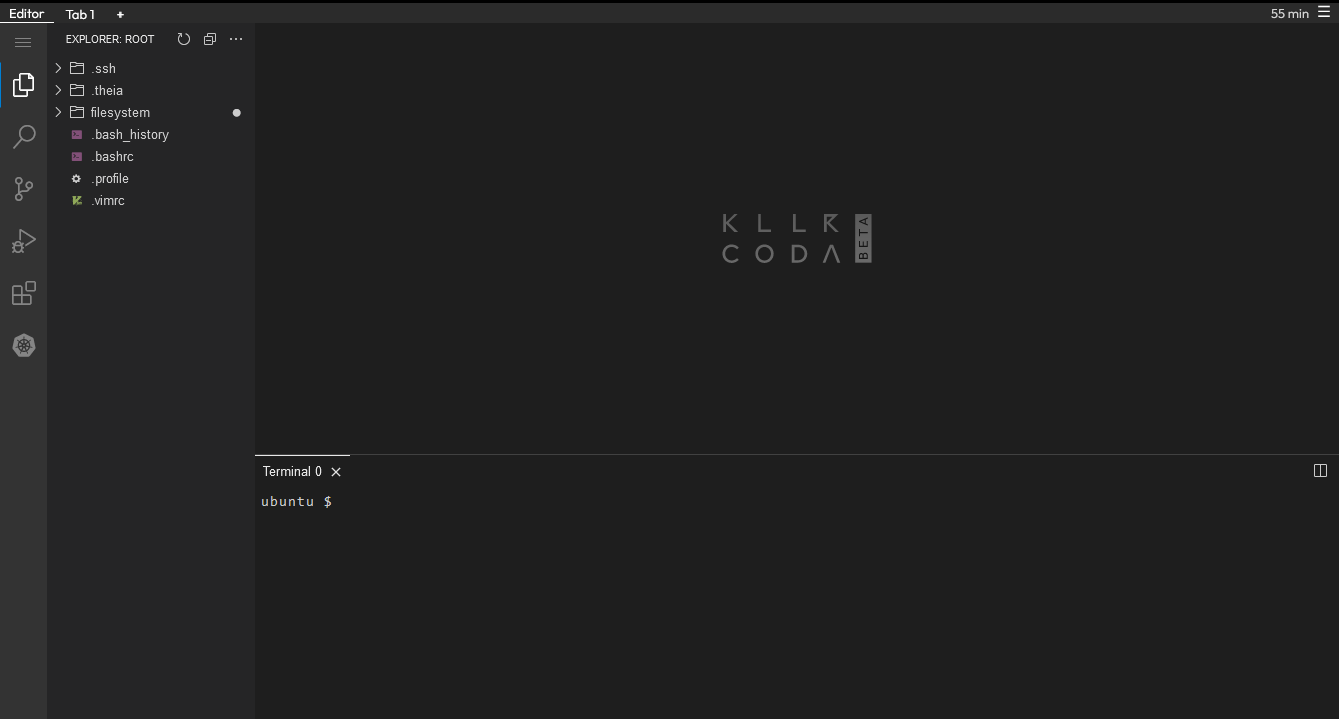 Editor Tab 1 + 55 min
EXPLORER: ROOT
.ssh
.theia
filesystem
.bash_history
.bashrc
.profile
.vimrc
KLLR
CODA
BETA
Terminal 0
ubuntu $